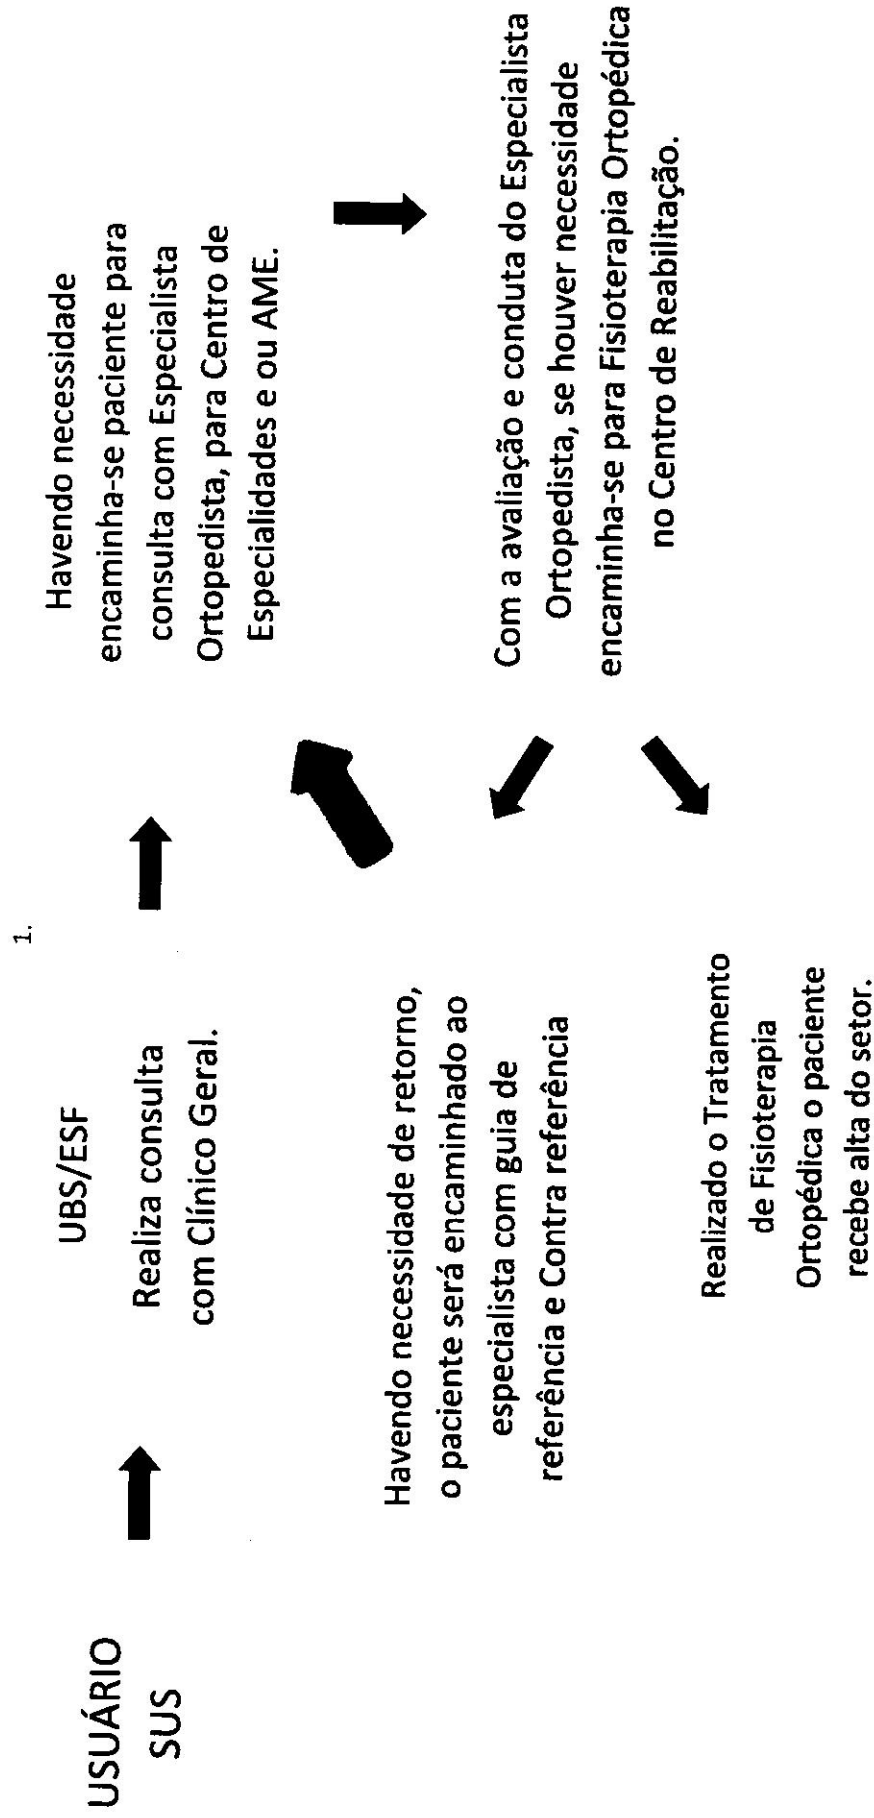 1.
USUÁRIO
SUS
UBS/ESF
Realiza consulta
com Clínico Geral.
Havendo necessidade
encaminha-se paciente para
consulta com Especialista
Ortopedista, para Centro de
Especialidades e ou AME.
Com a avaliação e conduta do Especialista
Ortopedista, se houver necessidade
encaminha-se para Fisioterapia Ortopédica
no Centro de Reabilitação.
Havendo necessidade de retorno,
o paciente será encaminhado ao
especialista com guia de
referência e Contra referência
Realizado o Tratamento
de Fisioterapia
Ortopédica o paciente
recebe alta do setor.